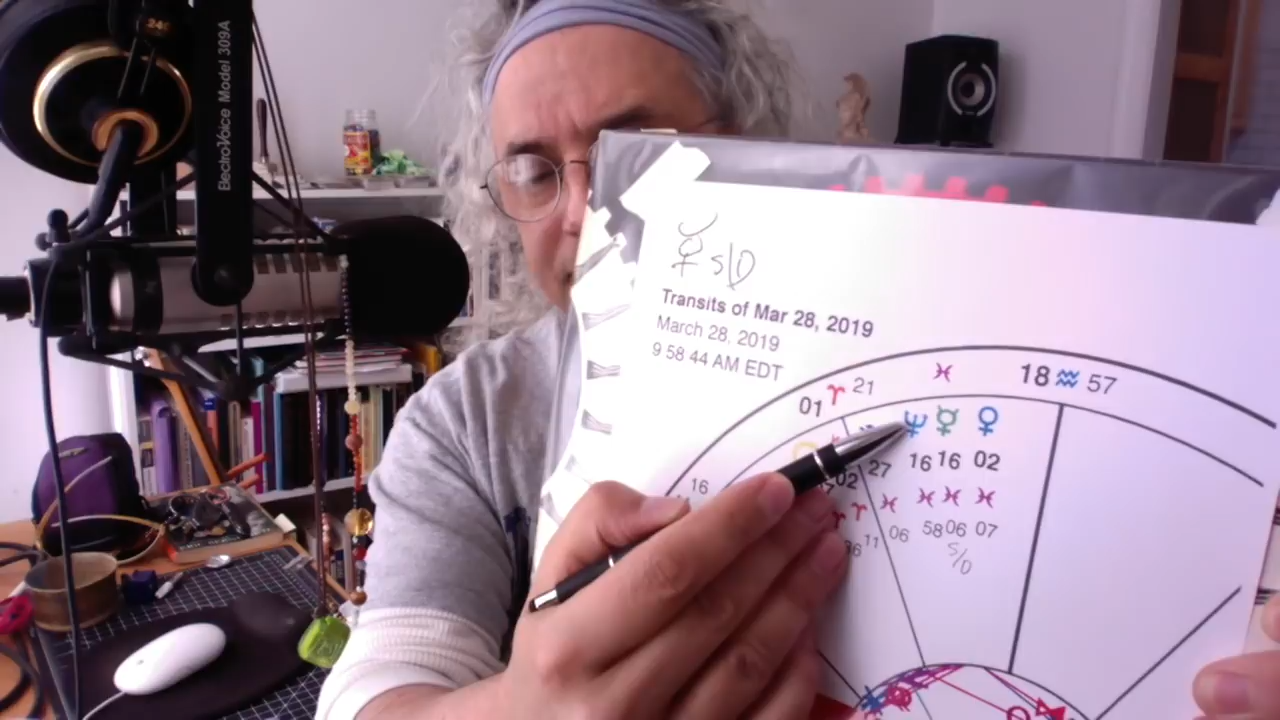 ElectroVoice Model 309A
☿ S/D
Transits of Mar 28, 2019
March 28, 2019
9 58 44 AM EDT
01 ♈ 21 ♓ 18 ♒ 57
♆ ☿ ♀
16
27 16 16 02
♈ ♈ ♓ ♓ ♓ ♓
11 06 58 06 07
S/D